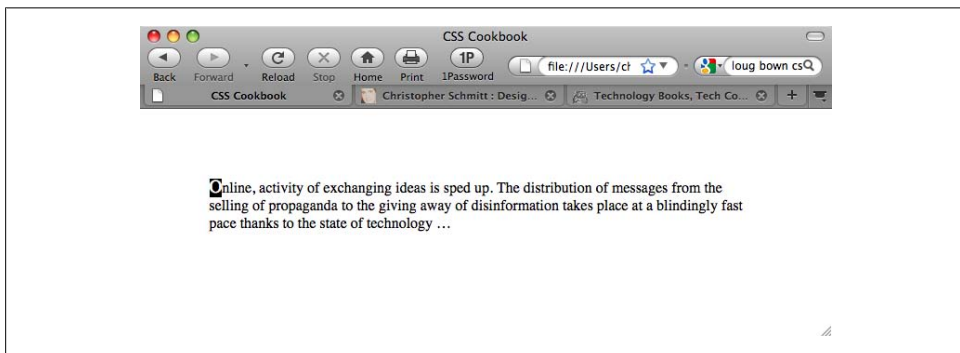 CSS Cookbook
1P
file:///Users/ch
loug bown csQ
Back Forward Reload Stop Home Print 1Password
CSS Cookbook Christopher Schmitt : Desig... Technology Books, Tech Co... +
Online, activity of exchanging ideas is sped up. The distribution of messages from the
selling of propaganda to the giving away of disinformation takes place at a blindingly fast
pace thanks to the state of technology …